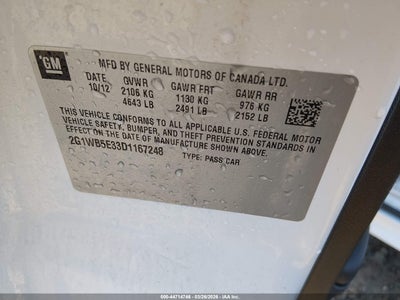 GM
MFD BY GENERAL MOTORS OF CANADA LTD.
DATE GVWR GAWR FRT GAWR RR
10/12 2106 KG 1130 KG 976 KG
4643 LB 2491 LB 2152 LB
THIS VEHICLE CONFORMS TO ALL APPLICABLE U.S. FEDERAL MOTOR
VEHICLE SAFETY, BUMPER, AND THEFT PREVENTION STANDARDS IN
EFFECT ON THE DATE OF MANUFACTURE SHOWN ABOVE.
2G1WB5E33D1167248 TYPE: PASS CAR
600-44714746 | 03/26/2026 | © COPART, INC.